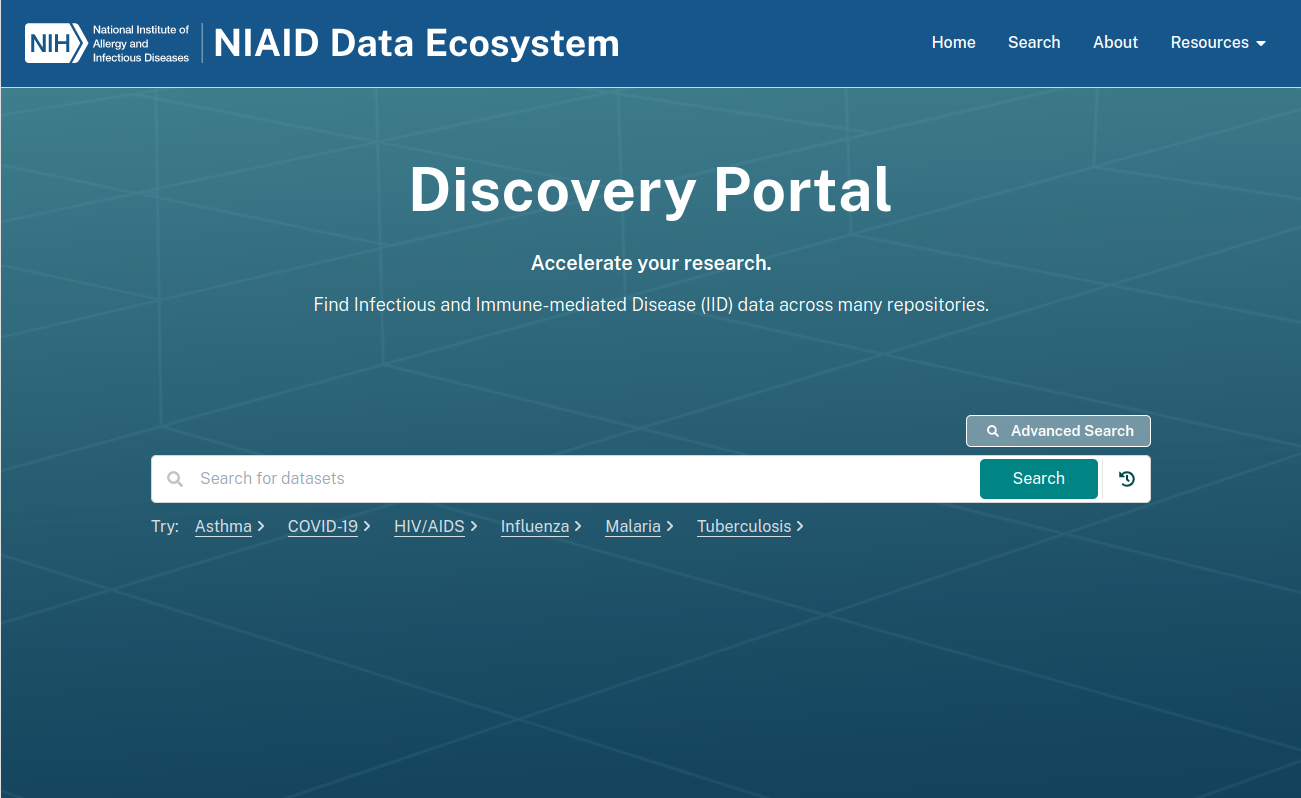 NIH National Institute of Allergy and Infectious Diseases
NIAID Data Ecosystem
Home Search About Resources
Discovery Portal
Accelerate your research.
Find Infectious and Immune-mediated Disease (IID) data across many repositories.
Advanced Search
Search for datasets Search
Try: Asthma COVID-19 HIV/AIDS Influenza Malaria Tuberculosis